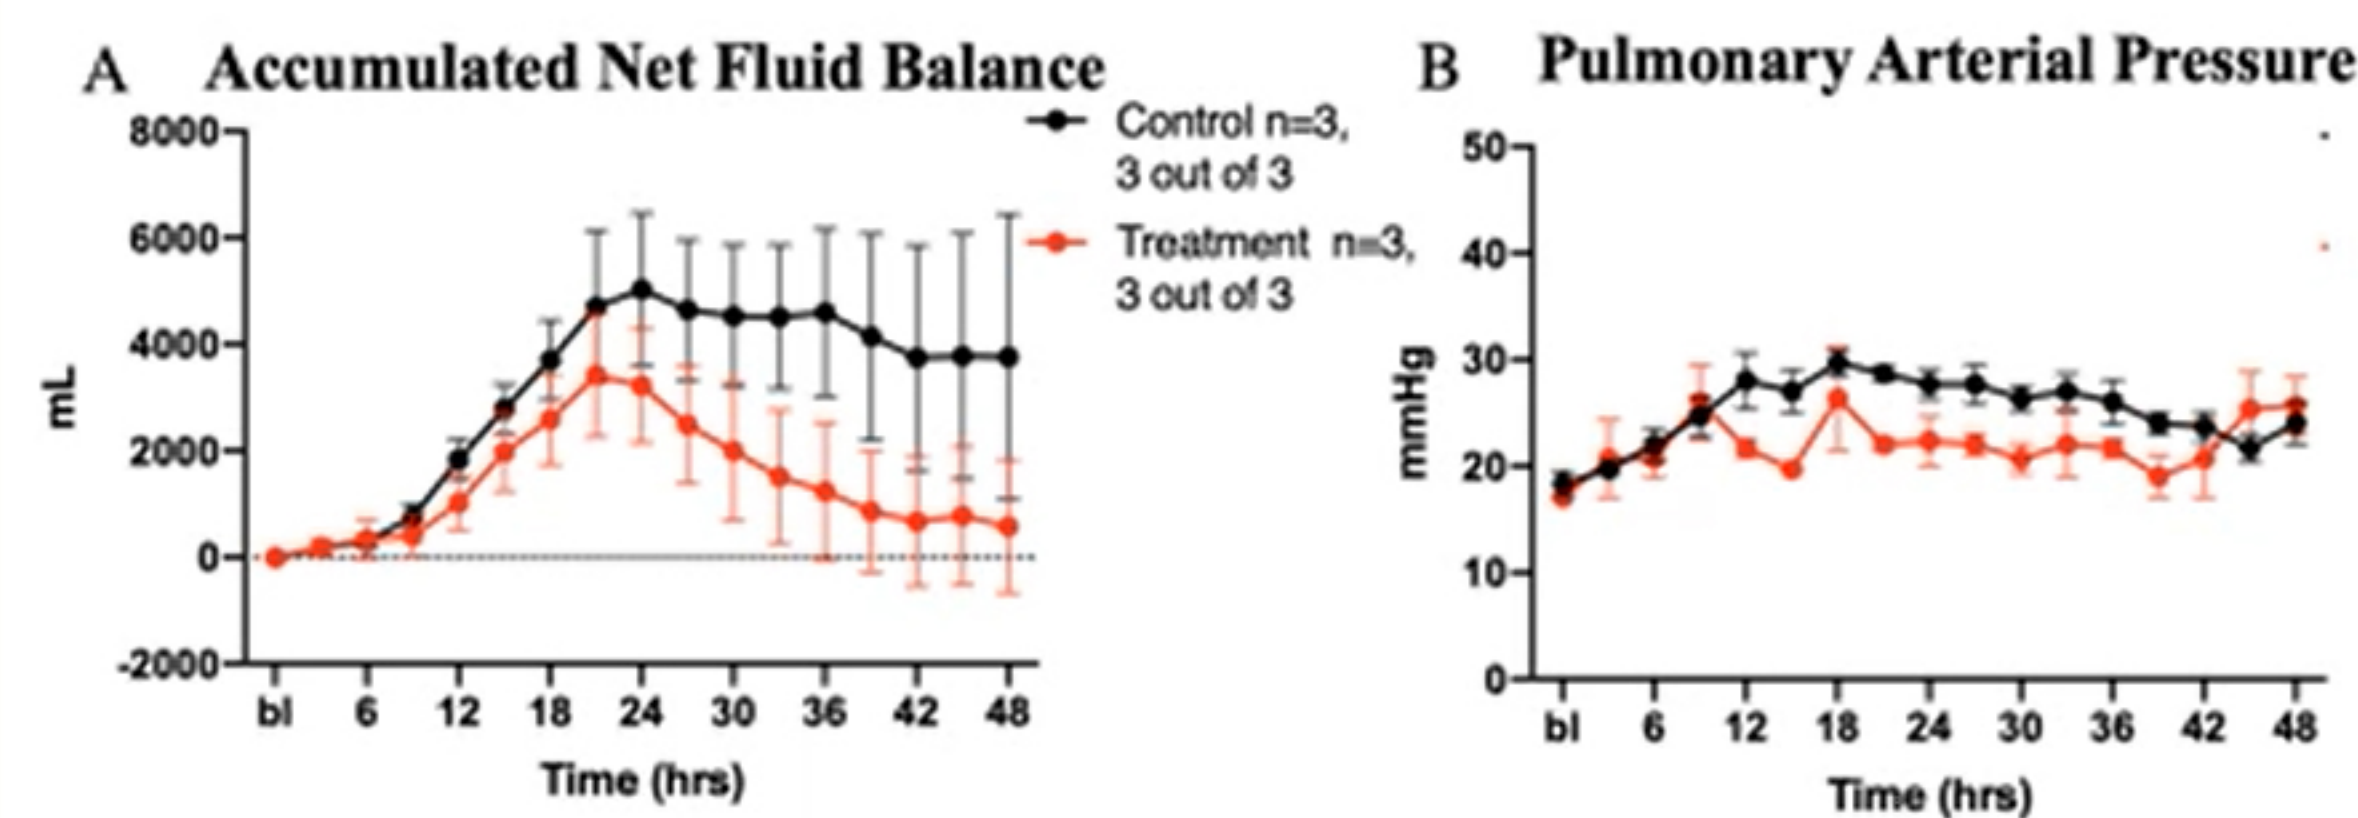 A Accumulated Net Fluid Balance
8000
6000
4000
2000
0
-2000
mL
bl 6 12 18 24 30 36 42 48
Time (hrs)
Control n=3,
3 out of 3
Treatment n=3,
3 out of 3
B Pulmonary Arterial Pressure
50
40
30
20
10
0
mmHg
bl 6 12 18 24 30 36 42 48
Time (hrs)